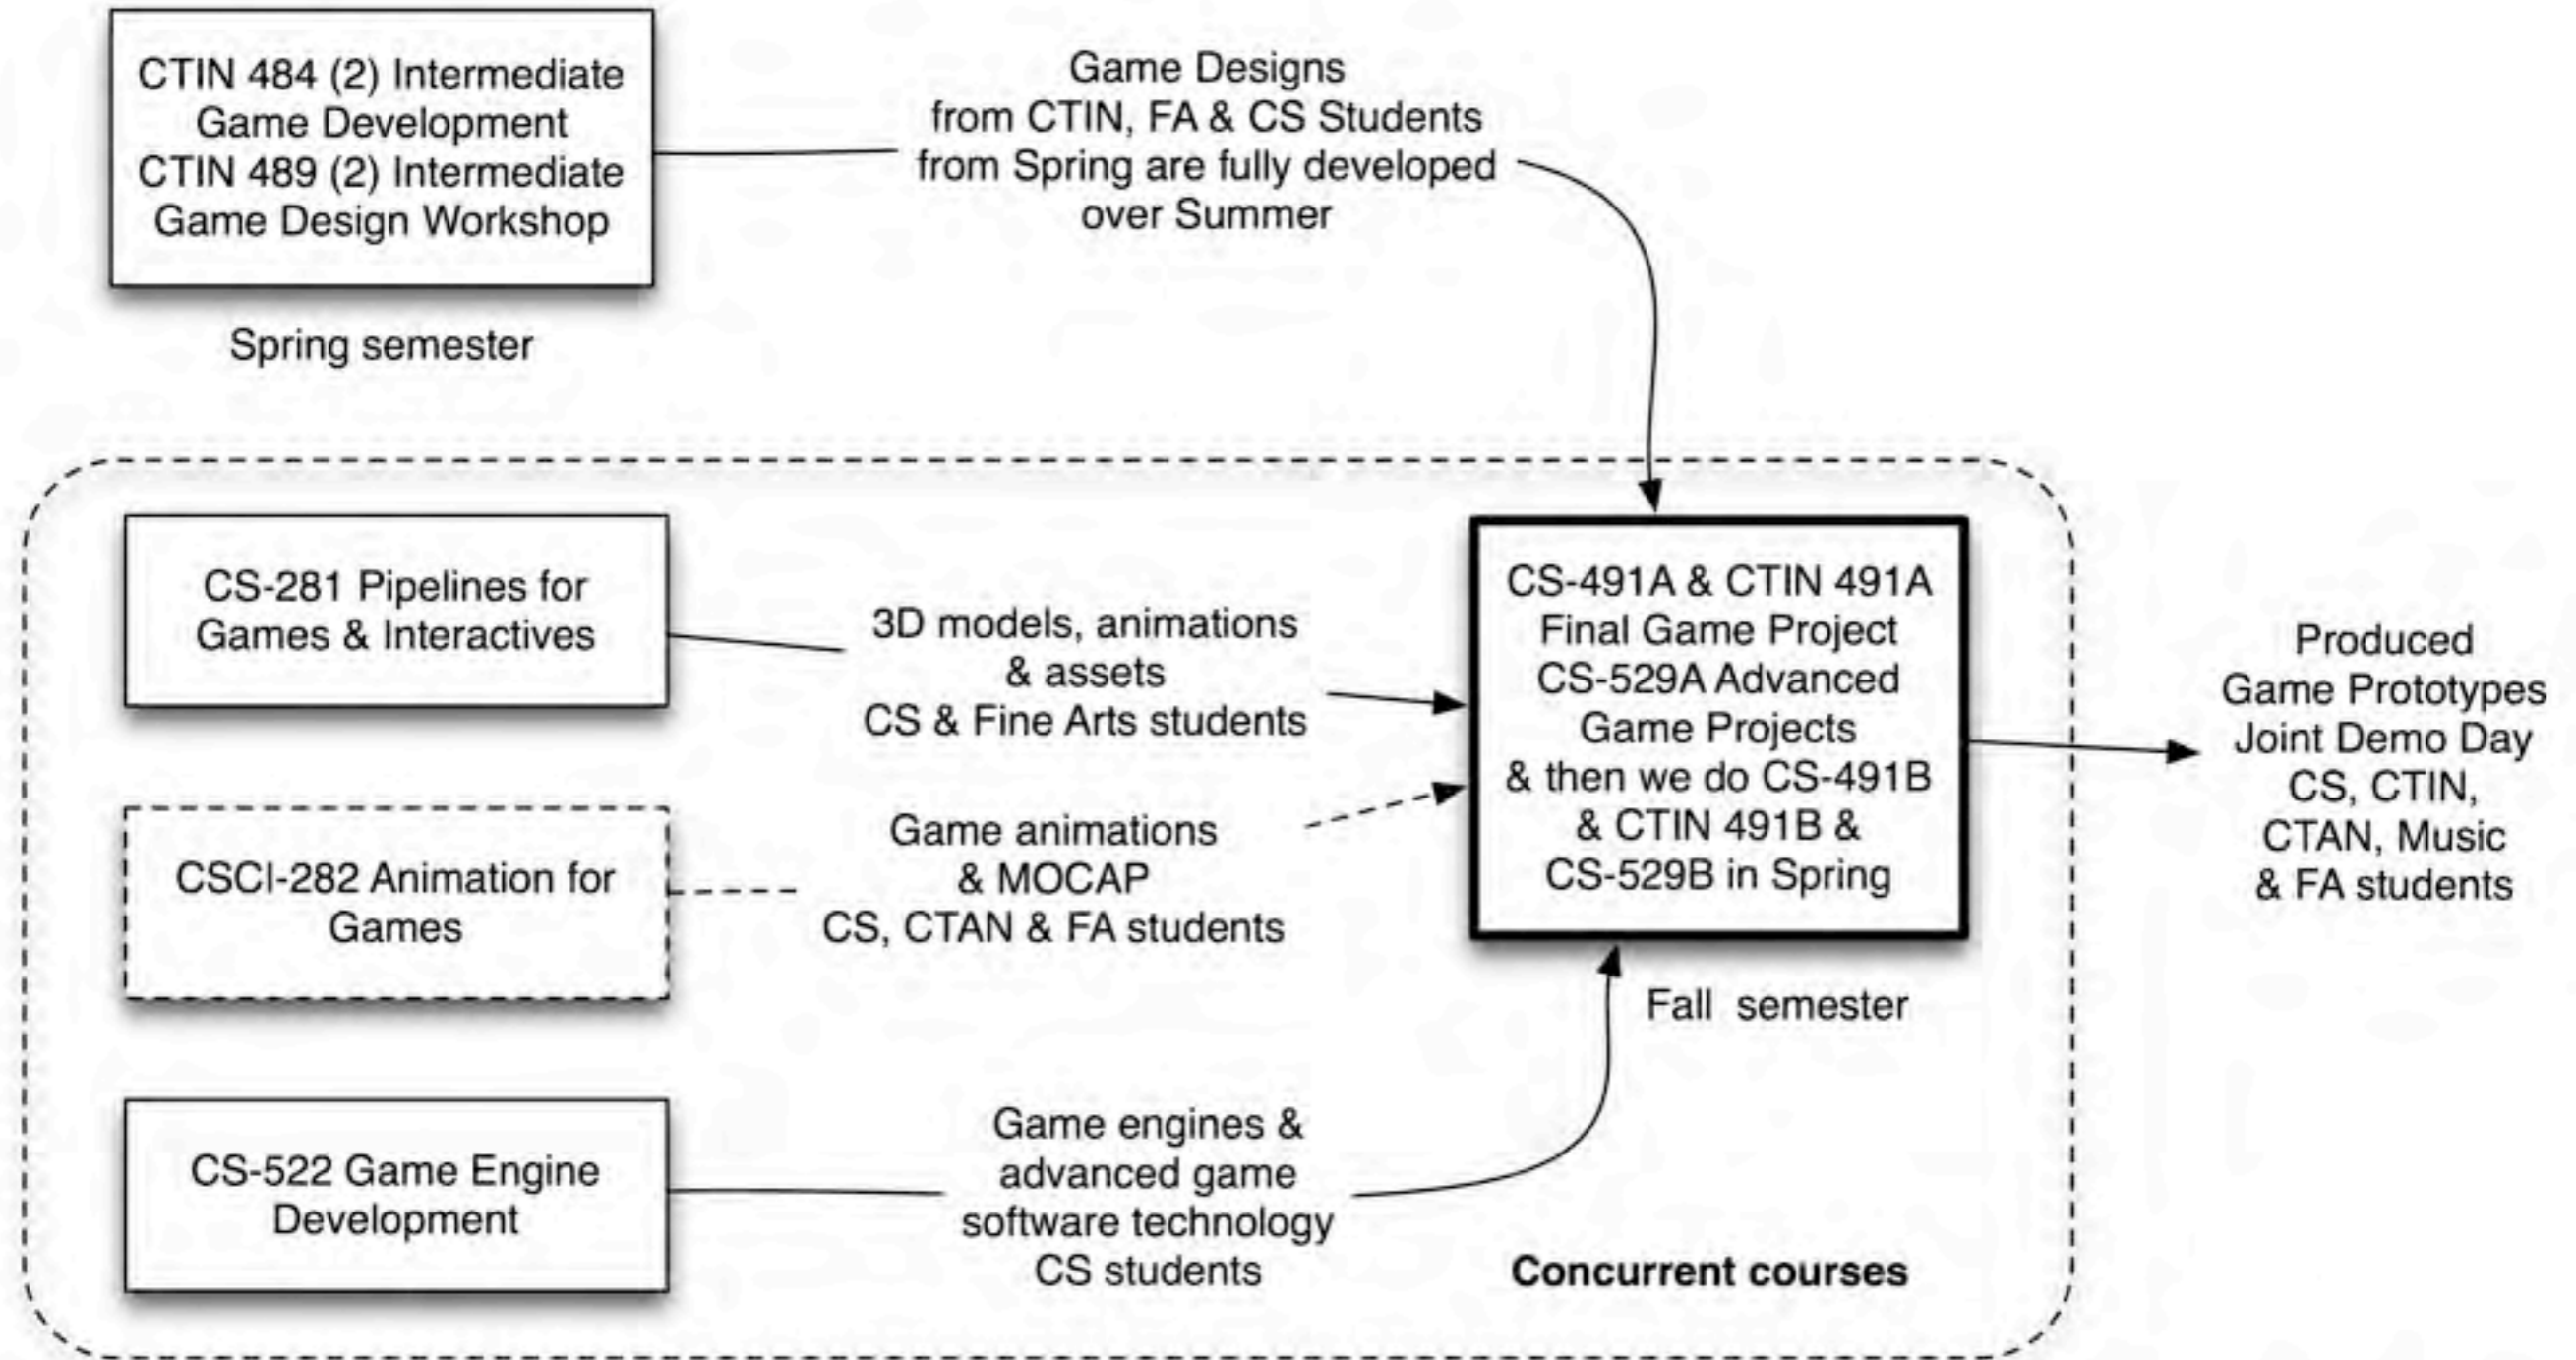 CTIN 484 (2) Intermediate
Game Development
CTIN 489 (2) Intermediate
Game Design Workshop
Spring semester
Game Designs
from CTIN, FA & CS Students
from Spring are fully developed
over Summer
CS-281 Pipelines for
Games & Interactives
3D models, animations
& assets
CS & Fine Arts students
CSCI-282 Animation for
Games
Game animations
& MOCAP
CS, CTAN & FA students
CS-522 Game Engine
Development
Game engines &
advanced game
software technology
CS students
CS-491A & CTIN 491A
Final Game Project
CS-529A Advanced
Game Projects
& then we do CS-491B
& CTIN 491B &
CS-529B in Spring
Fall semester
Concurrent courses
Produced
Game Prototypes
Joint Demo Day
CS, CTIN,
CTAN, Music
& FA students